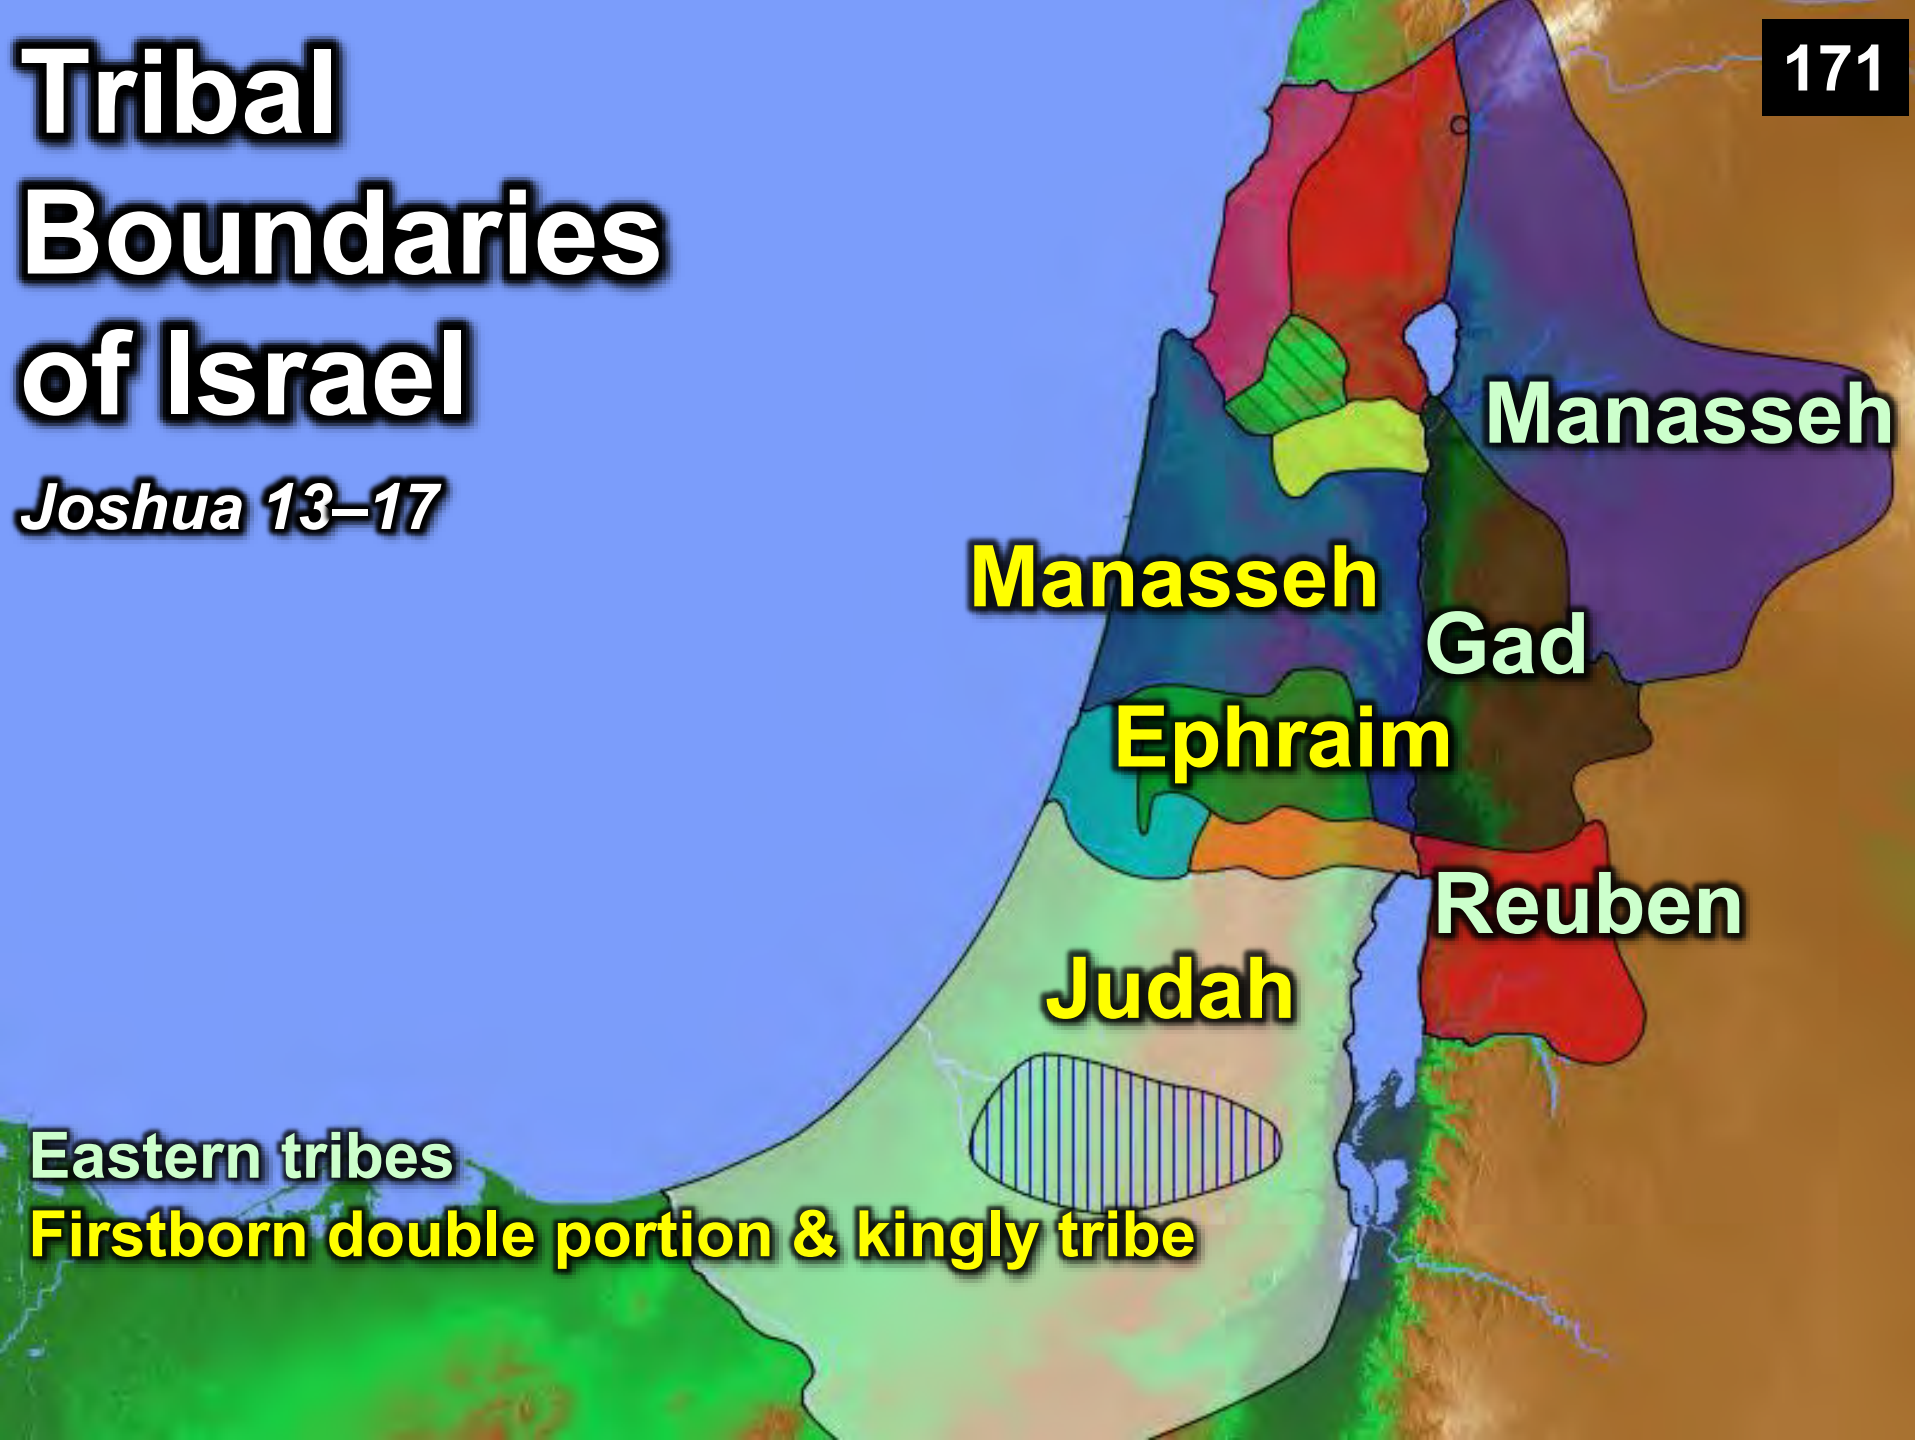 Tribal
Boundaries
of Israel
Joshua 13–17
171
Manasseh
Manasseh
Gad
Ephraim
Reuben
Judah
Eastern tribes
Firstborn double portion & kingly tribe